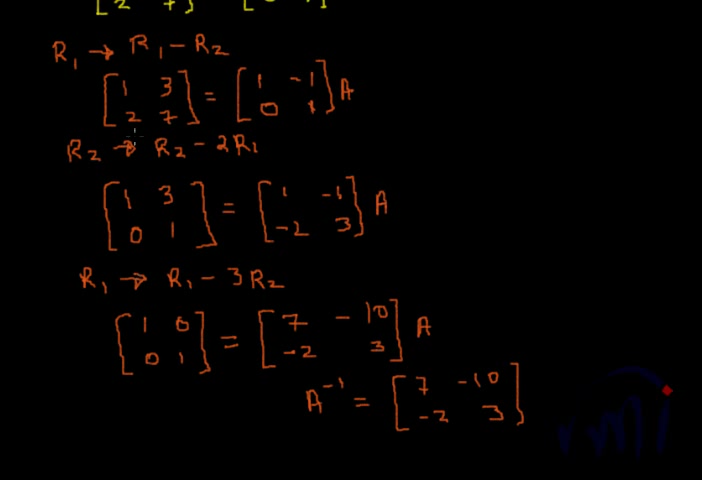 R₁ → R₁ - R₂
[1 3
2 7] = [1 -1
0 1] A
R₂ → R₂ - 2R₁
[1 3
0 1] = [1 -1
-2 3] A
R₁ → R₁ - 3R₂
[1 0
0 1] = [7 -10
-2 3] A
A⁻¹ = [7 -10
-2 3]